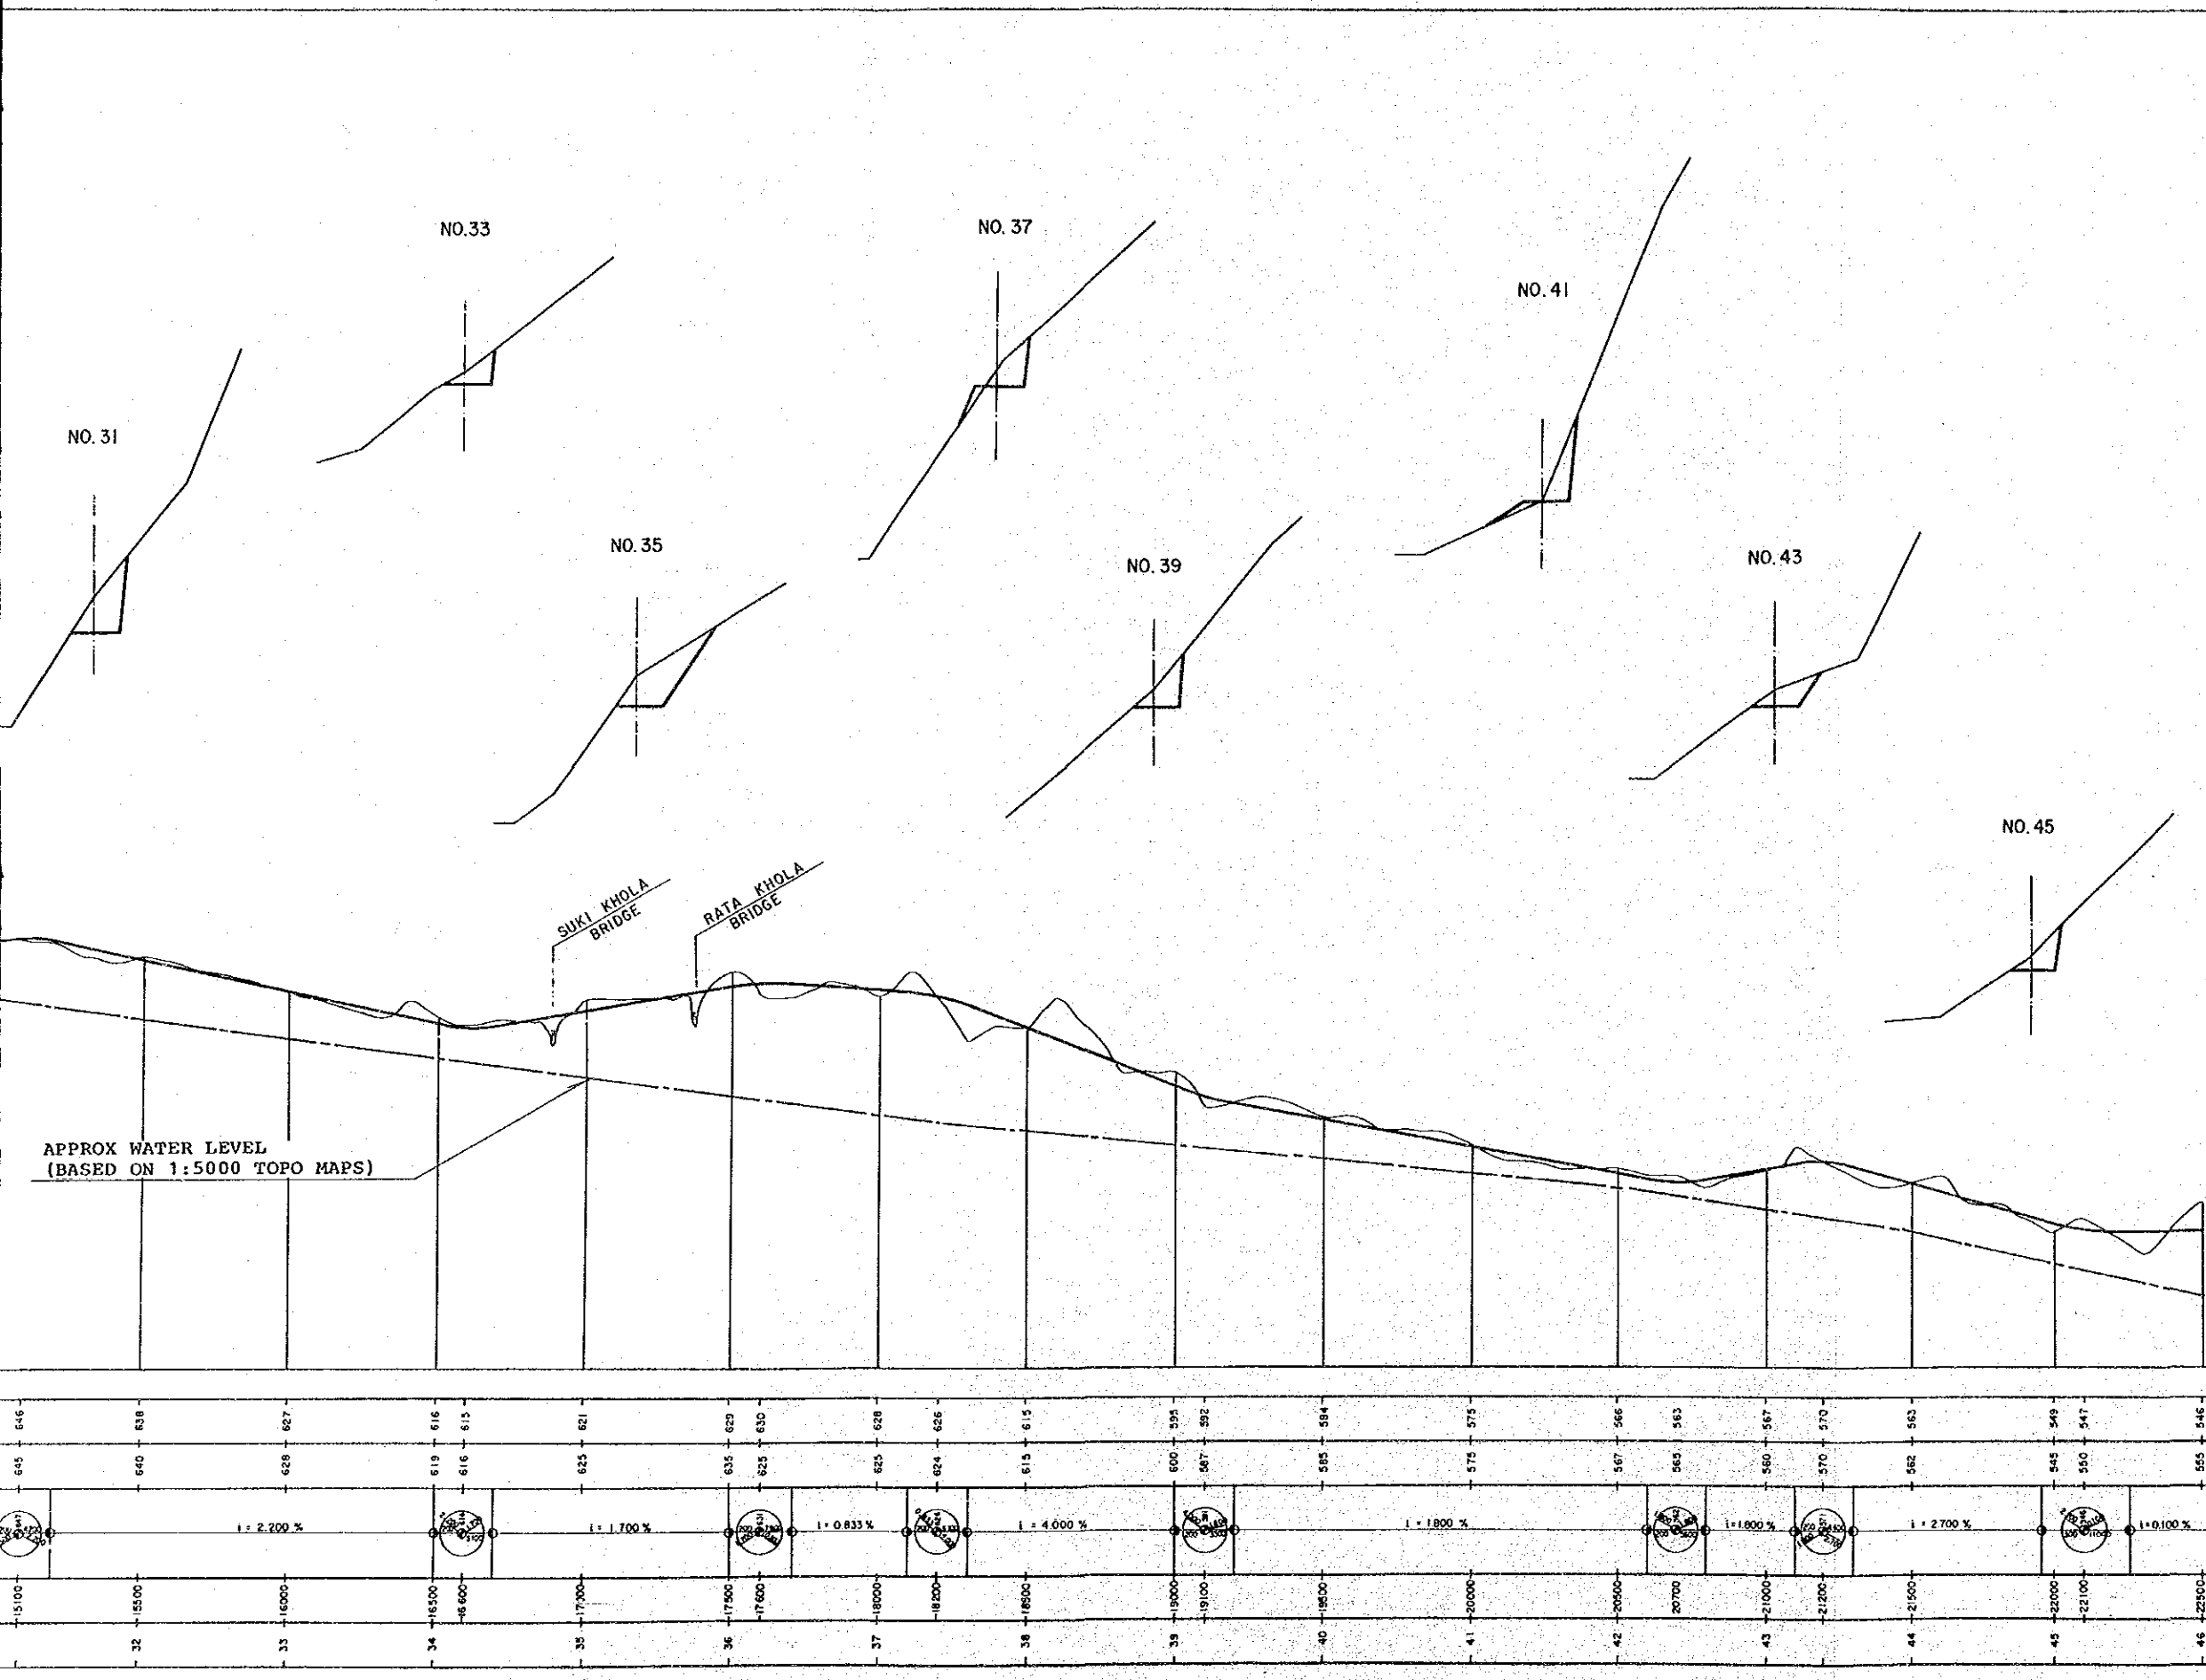 NO.33
NO. 37
NO. 41
NO. 31
NO. 35
NO. 39
NO. 43
NO. 45
SUKI KHOLA
BRIDGE
RATA KHOLA
BRIDGE
APPROX WATER LEVEL
(BASED ON 1:5000 TOPO MAPS)
646 638 627 616 615 621 629 630 628 626 615 595 592 584 575 566 563 567 570 563 549 547 546
645 640 628 619 616 625 635 625 625 624 615 600 587 585 575 567 565 560 570 562 545 550 555
i = 2.200 % i = 1.700 % i = 0.833 % i = 4.000 % i = 1.800 % i = 1.800 % i = 2.700 % i = 0.100 %
15100 15500 16000 16500 16600 17000 17500 17600 18000 18200 18500 19000 19100 19500 20000 20500 20700 21000 21200 21500 22000 22100 22500
32 33 34 35 36 37 38 39 40 41 42 43 44 45 46